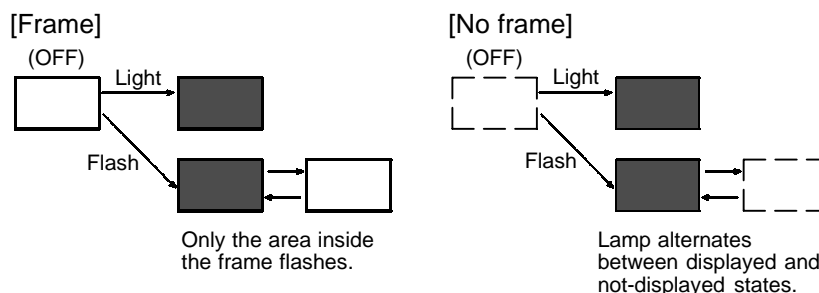 [Frame]
(OFF)
Light
Flash
Only the area inside
the frame flashes.
[No frame]
(OFF)
Light
Flash
Lamp alternates
between displayed and
not-displayed states.